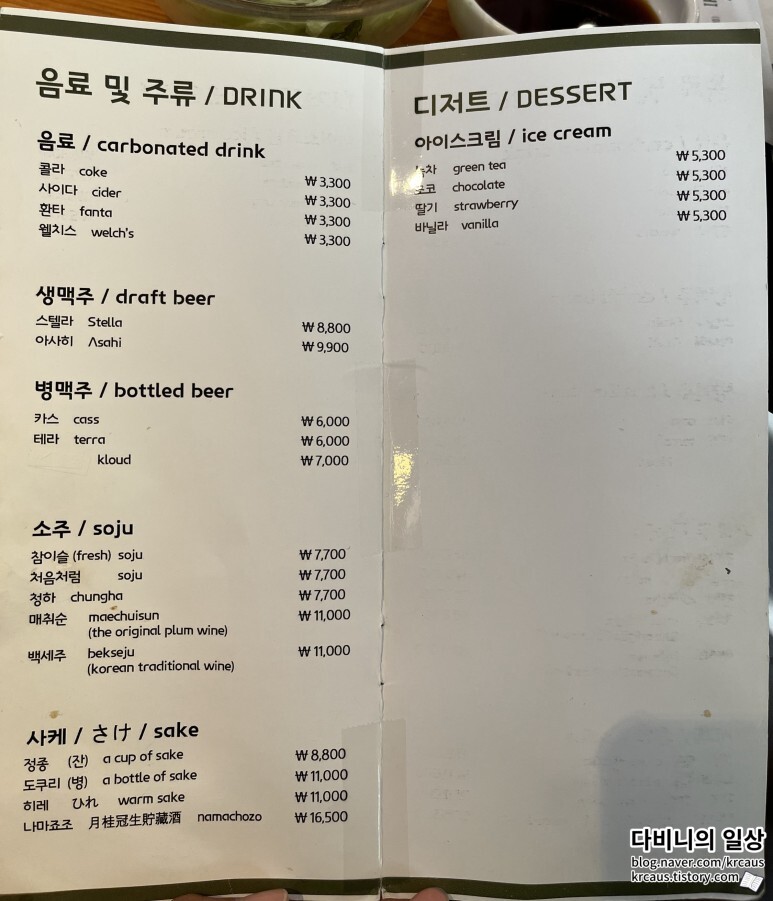 음료 및 주류 / DRINK
음료 / carbonated drink
콜라 coke ₩3,300
사이다 cider ₩3,300
환타 fanta ₩3,300
웰치스 welch's ₩3,300
생맥주 / draft beer
스텔라 Stella ₩8,800
아사히 Asahi ₩9,900
병맥주 / bottled beer
카스 cass ₩6,000
테라 terra ₩6,000
kloud ₩7,000
소주 / soju
참이슬 (fresh) soju ₩7,700
처음처럼 soju ₩7,700
청하 chungha ₩7,700
매취순 maechuisun ₩11,000
(the original plum wine)
백세주 bekseju ₩11,000
(korean traditional wine)
사케 / さけ / sake
정종 (잔) a cup of sake ₩8,800
도쿠리 (병) a bottle of sake ₩11,000
히레 ひれ warm sake ₩11,000
나마죠조 月桂冠生貯藏酒 namachozo ₩16,500
디저트 / DESSERT
아이스크림 / ice cream
녹차 green tea ₩5,300
초코 chocolate ₩5,300
딸기 strawberry ₩5,300
바닐라 vanilla ₩5,300
다비니의 일상
blog.naver.com/krcaus
krcaus.tistory.com